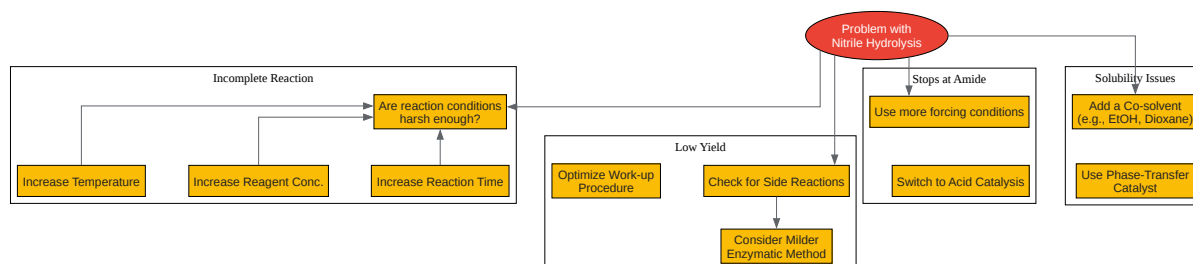 Problem with
Nitrile Hydrolysis
Incomplete Reaction
Are reaction conditions
harsh enough?
Increase Temperature
Increase Reagent Conc.
Increase Reaction Time
Low Yield
Optimize Work-up
Procedure
Check for Side Reactions
Consider Milder
Enzymatic Method
Stops at Amide
Use more forcing conditions
Switch to Acid Catalysis
Solubility Issues
Add a Co-solvent
(e.g., EtOH, Dioxane)
Use Phase-Transfer
Catalyst